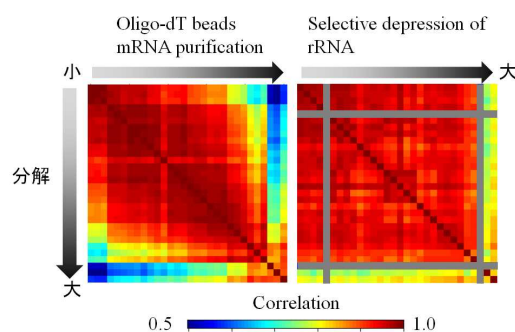 Oligo-dT beads
mRNA purification
Selective depression of
rRNA
小
大
分解
大
Correlation
0.5
1.0